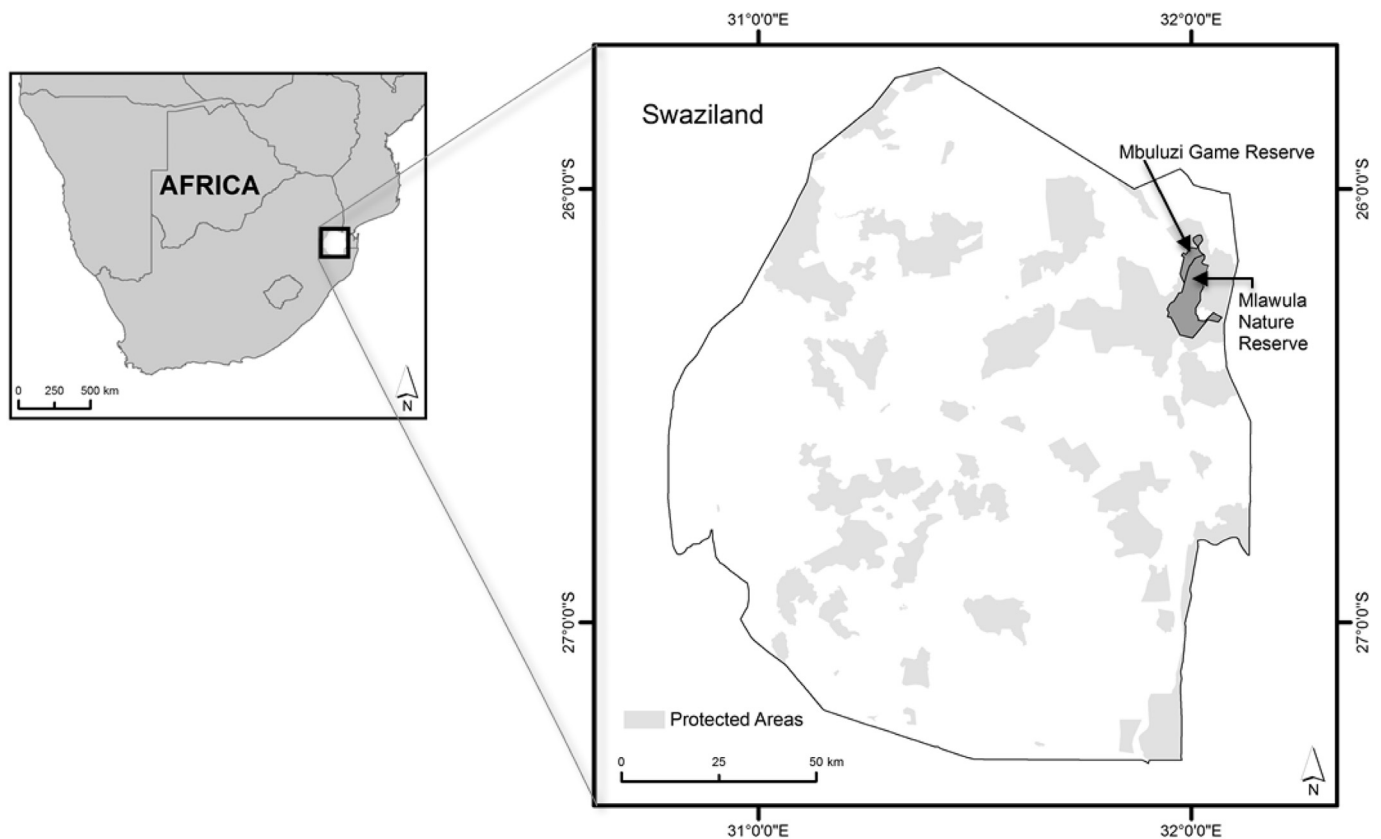 31°0'0"E
32°0'0"E
AFRICA
0 250 500 km
N
Swaziland
Mbuluzi Game Reserve
Mlawula
Nature
Reserve
26°0'0"S
26°0'0"S
27°0'0"S
27°0'0"S
Protected Areas
0 25 50 km
N
31°0'0"E
32°0'0"E